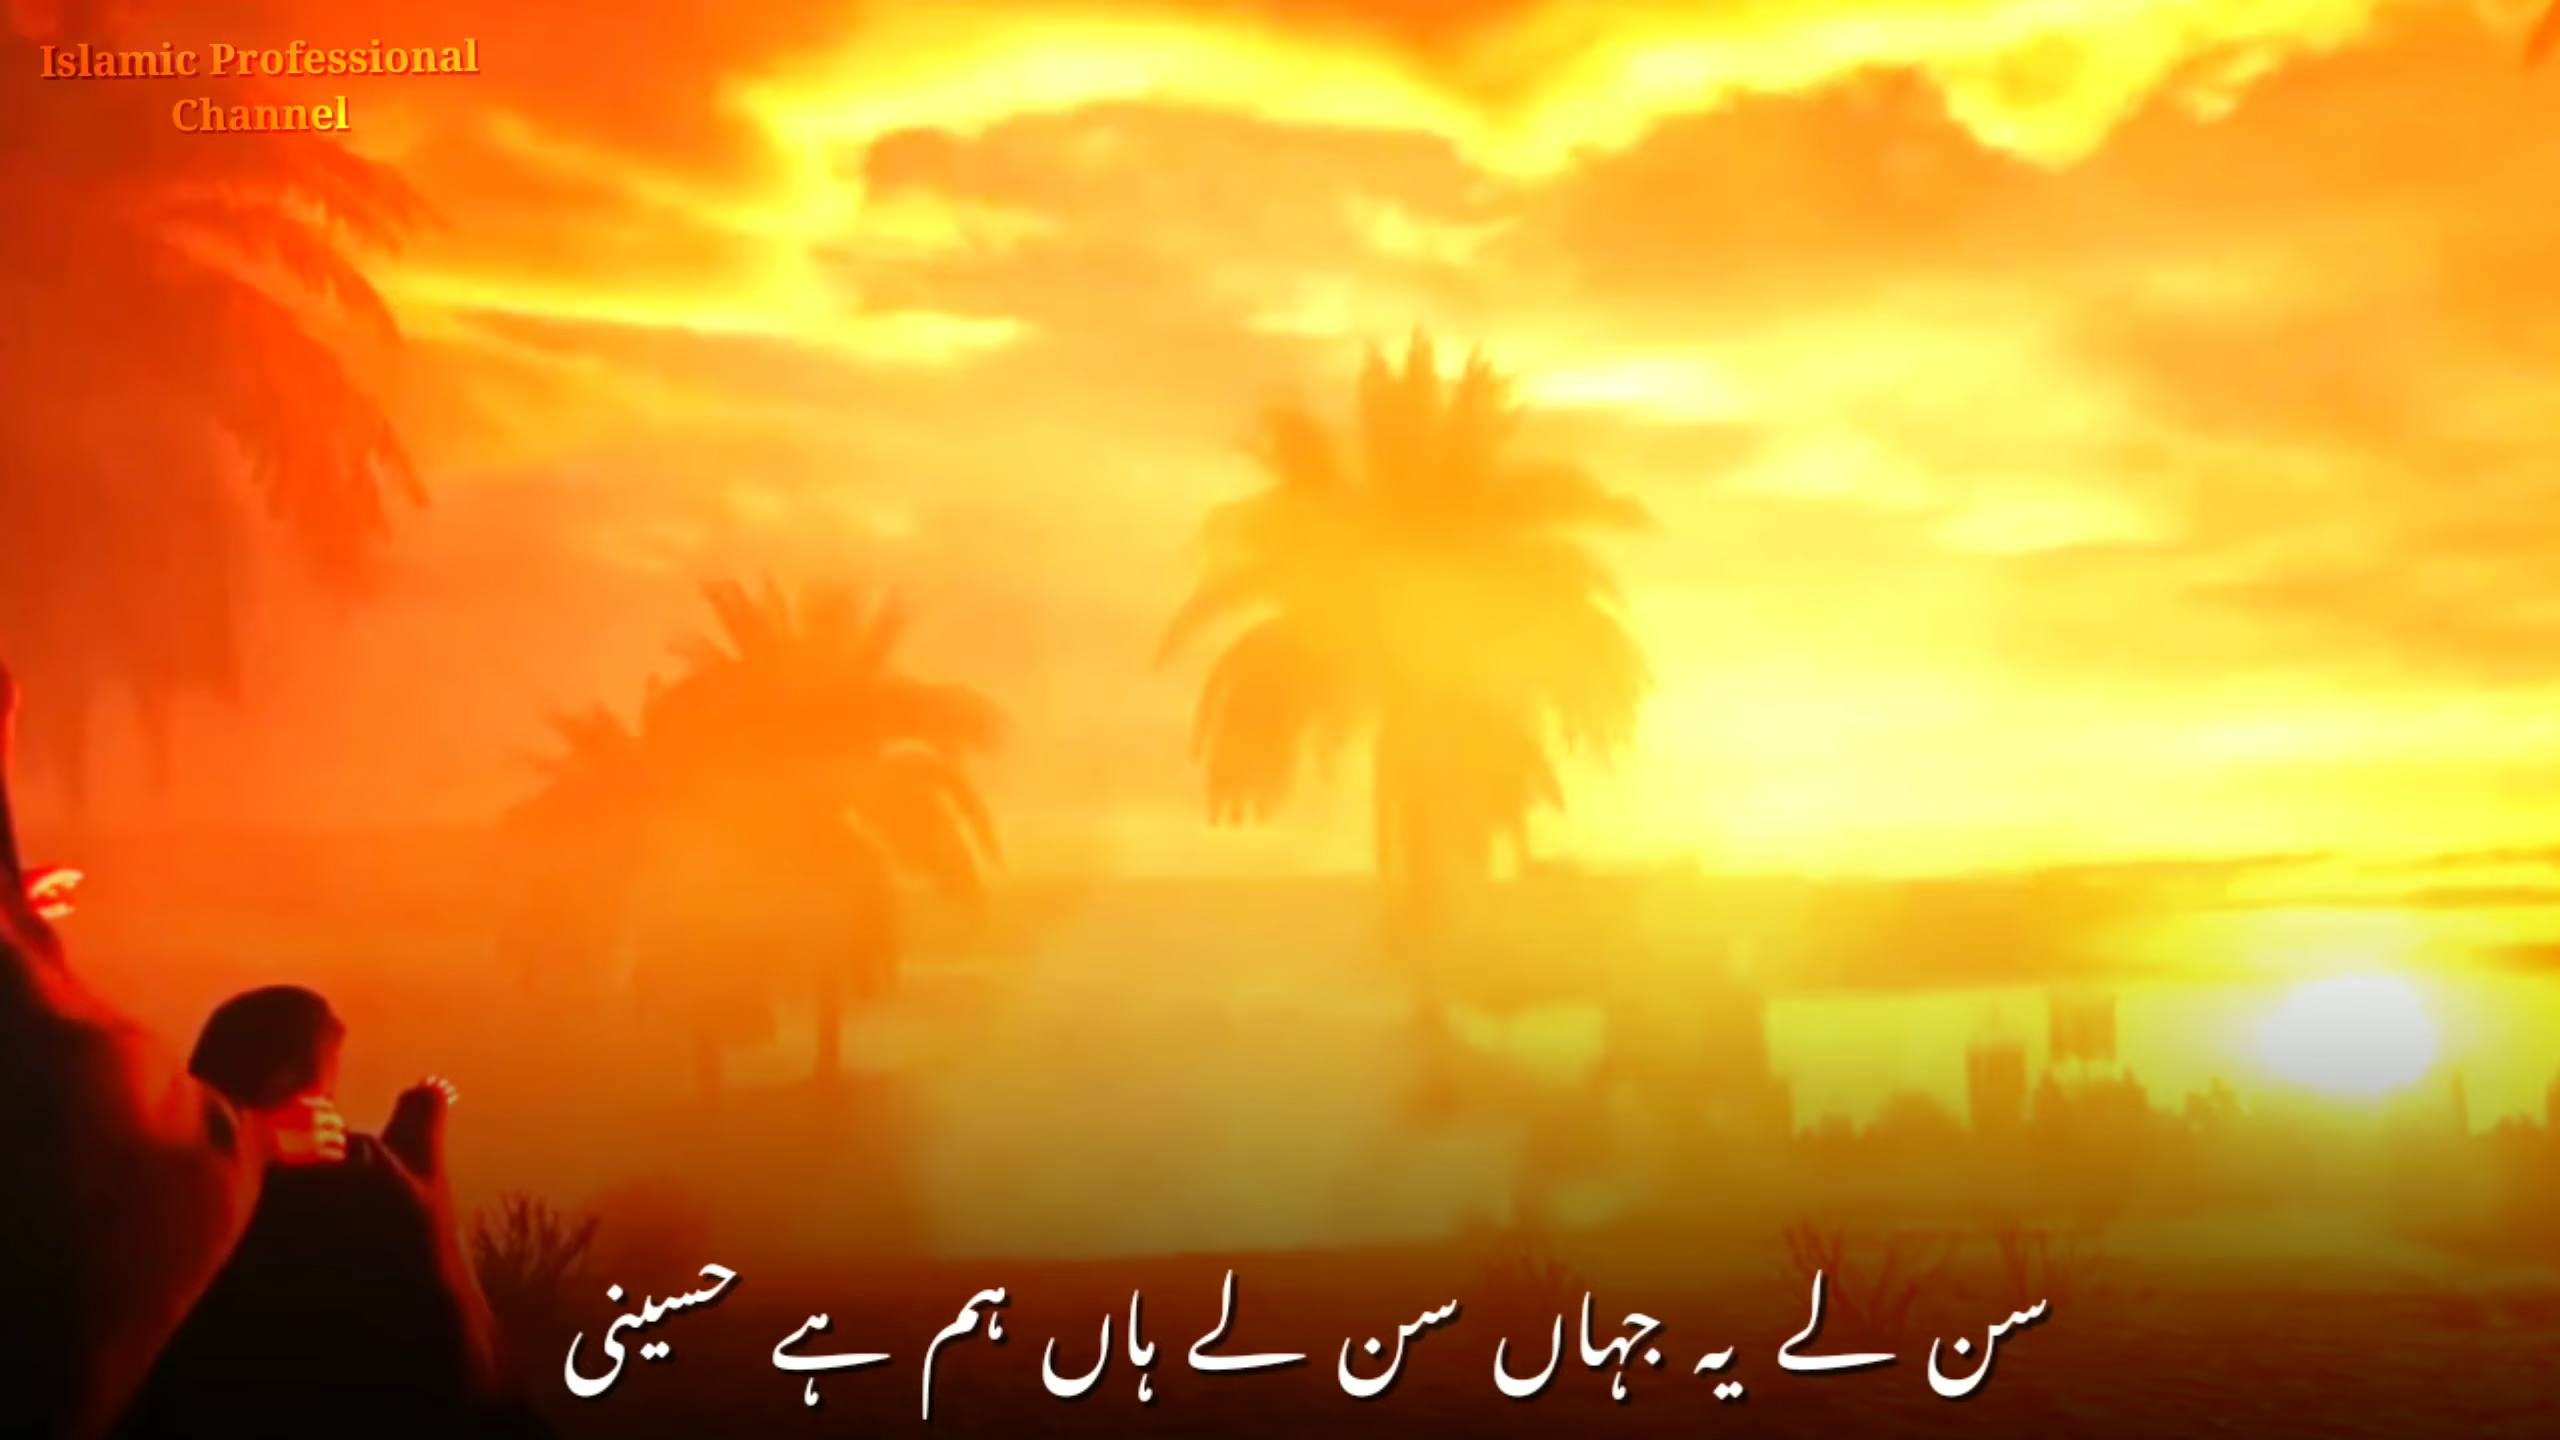 Islamic Professional
Channel
سن لے یہ جہاں سن لے ہاں ہم ہے حسینی